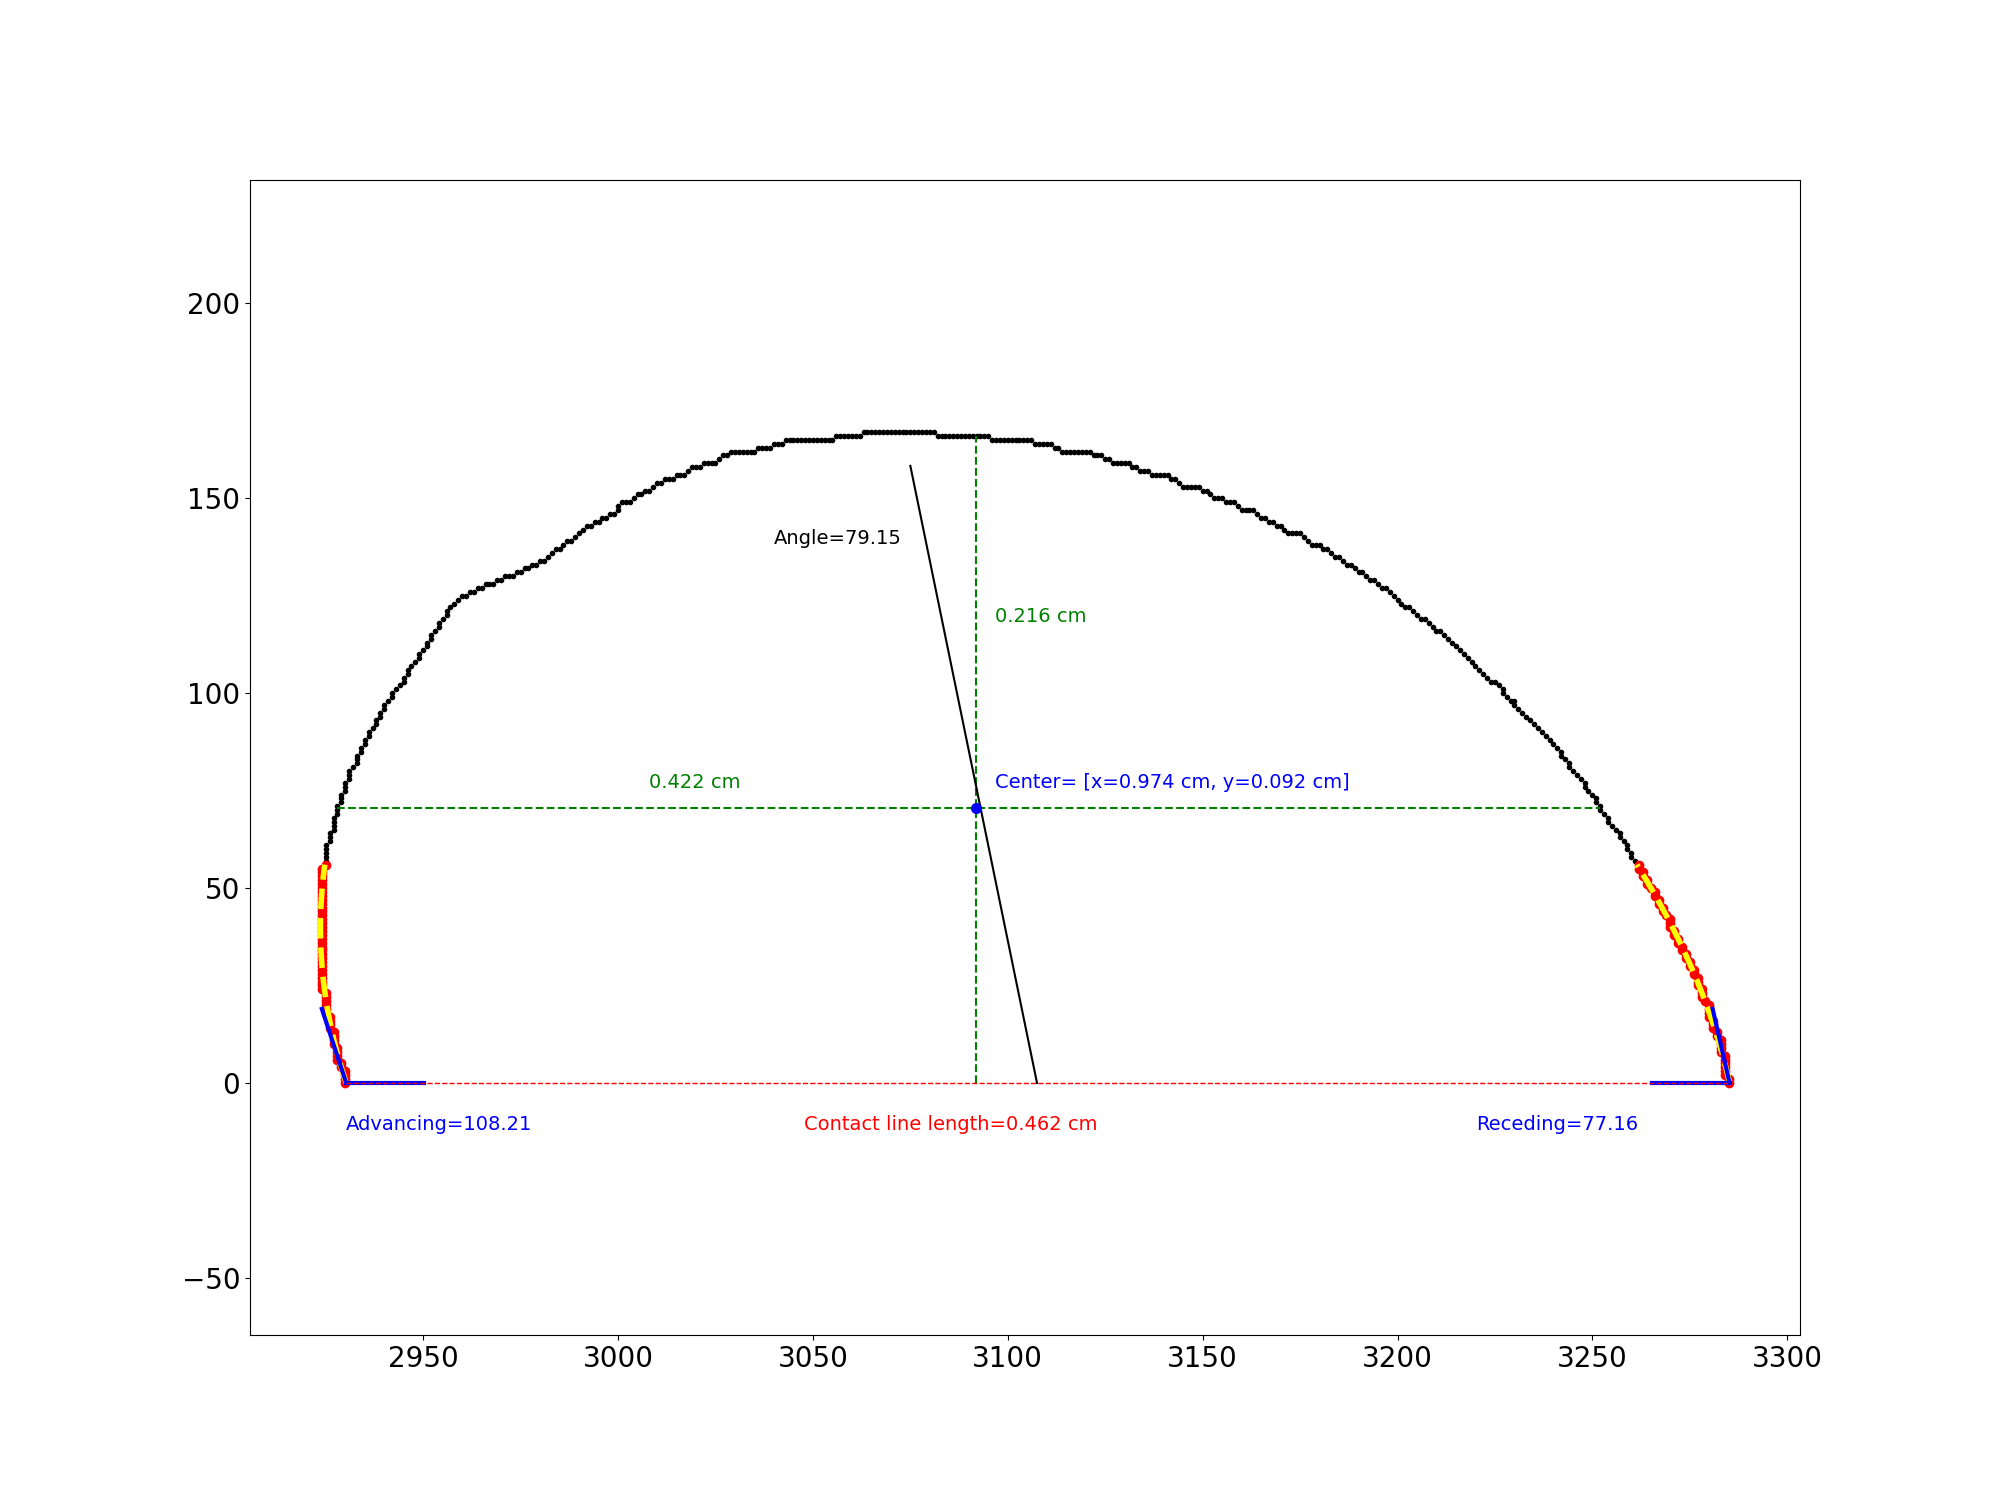 200
150
Angle=79.15
0.216 cm
100
0.422 cm
Center= [x=0.974 cm, y=0.092 cm]
50
0
Advancing=108.21
Contact line length=0.462 cm
Receding=77.16
−50
2950 3000 3050 3100 3150 3200 3250 3300